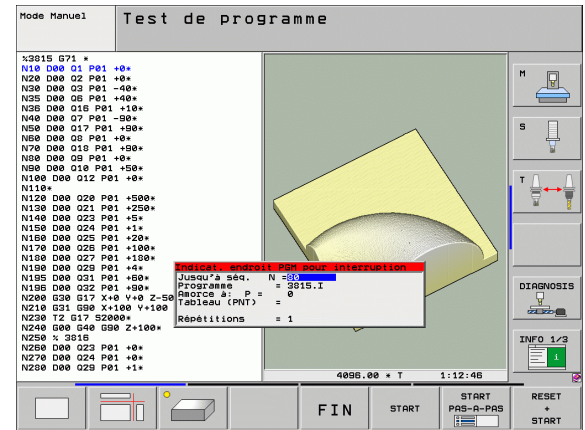 Mode Manuel
Test de programme
%3815 G71 *
N10 D00 Q1 P01 +0*
N20 D00 Q2 P01 +0*
N30 D00 Q3 P01 -40*
N35 D00 Q6 P01 +40*
N36 D00 Q16 P01 +10*
N40 D00 Q7 P01 -90*
N50 D00 Q17 P01 +90*
N60 D00 Q8 P01 +0*
N70 D00 Q18 P01 +90*
N80 D00 Q9 P01 +0*
N90 D00 Q10 P01 +50*
N100 D00 Q12 P01 +0*
N110*
N120 D00 Q20 P01 +500*
N130 D00 Q21 P01 +250*
N140 D00 Q23 P01 +5*
N150 D00 Q24 P01 +1*
N160 D00 Q25 P01 +20*
N170 D00 Q26 P01 +100*
N180 D00 Q27 P01 +180*
N190 D00 Q29 P01 +4*
N195 D00 Q31 P01 +60*
N196 D00 Q32 P01 +90*
N200 G30 G17 X+0 Y+0 Z-50
N210 G31 G90 X+100 Y+100
N230 T2 G17 S2000*
N240 G00 G40 G90 Z+100*
N250 % 3816
N260 D00 Q23 P01 +0*
N270 D00 Q24 P01 +0*
N280 D00 Q29 P01 +1*
Indicat. endroit PGM pour interruption
Jusqu'à séq. N =80
Programme = 3815.I
Amorce à: P = 0
Tableau (PNT) =
Répétitions = 1
4096.00 * T 1:12:46
M
S
T
DIAGNOSIS
INFO 1/3
1
FIN
START
START
PAS-A-PAS
RESET
+
START